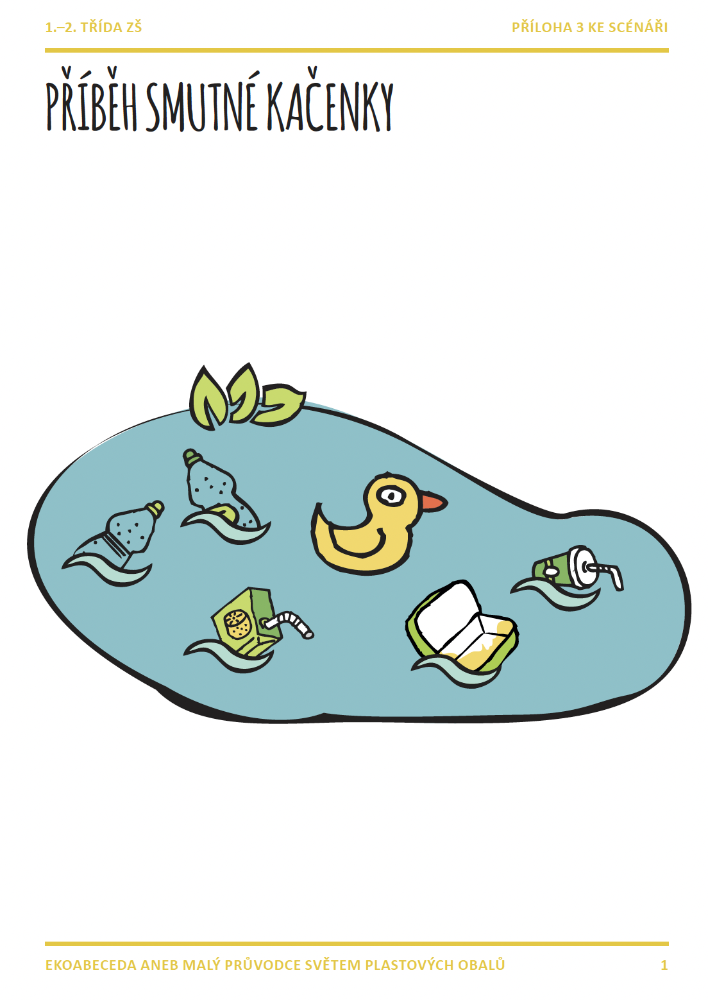 1.–2. TŘÍDA ZŠ
PŘÍLOHA 3 KE SCÉNÁŘI
PŘÍBĚH SMUTNÉ KAČENKY
EKOABECEDA ANEB MALÝ PRŮVODCE SVĚTEM PLASTOVÝCH OBALŮ
1